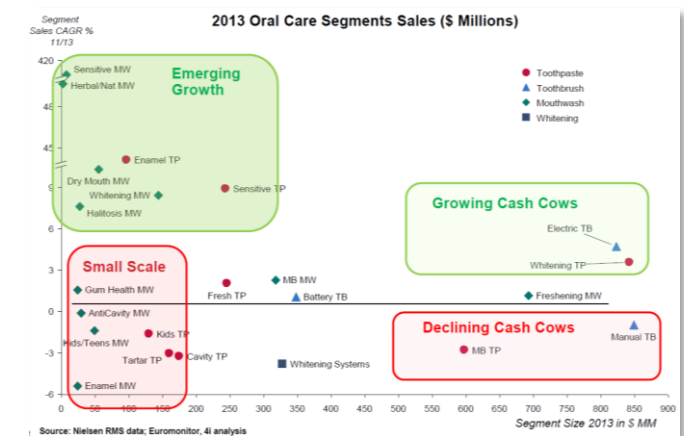 Segment
Sales CAGR %
11/13
2013 Oral Care Segments Sales ($ Millions)
420
48
45
9
6
3
0
-3
-6
Sensitive MW
Herbal/Nat MW
Emerging
Growth
Toothpaste
Toothbrush
Mouthwash
Whitening
Enamel TP
Dry Mouth MW
Whitening MW
Sensitive TP
Halitosis MW
Growing Cash Cows
Electric TB
Whitening TP
Small Scale
Gum Health MW
Fresh TP
MB MW
Battery TB
Freshening MW
AntiCavity MW
Kids/Teens MW
Kids TP
Tartar TP
Cavity TP
Declining Cash Cows
Manual TB
MB TP
Whitening Systems
Enamel MW
0 50 100 150 200 250 300 350 400 450 500 550 600 650 700 750 800 850 900
Segment Size 2013 in $ MM
Source: Nielsen RMS data; Euromonitor, 4i analysis